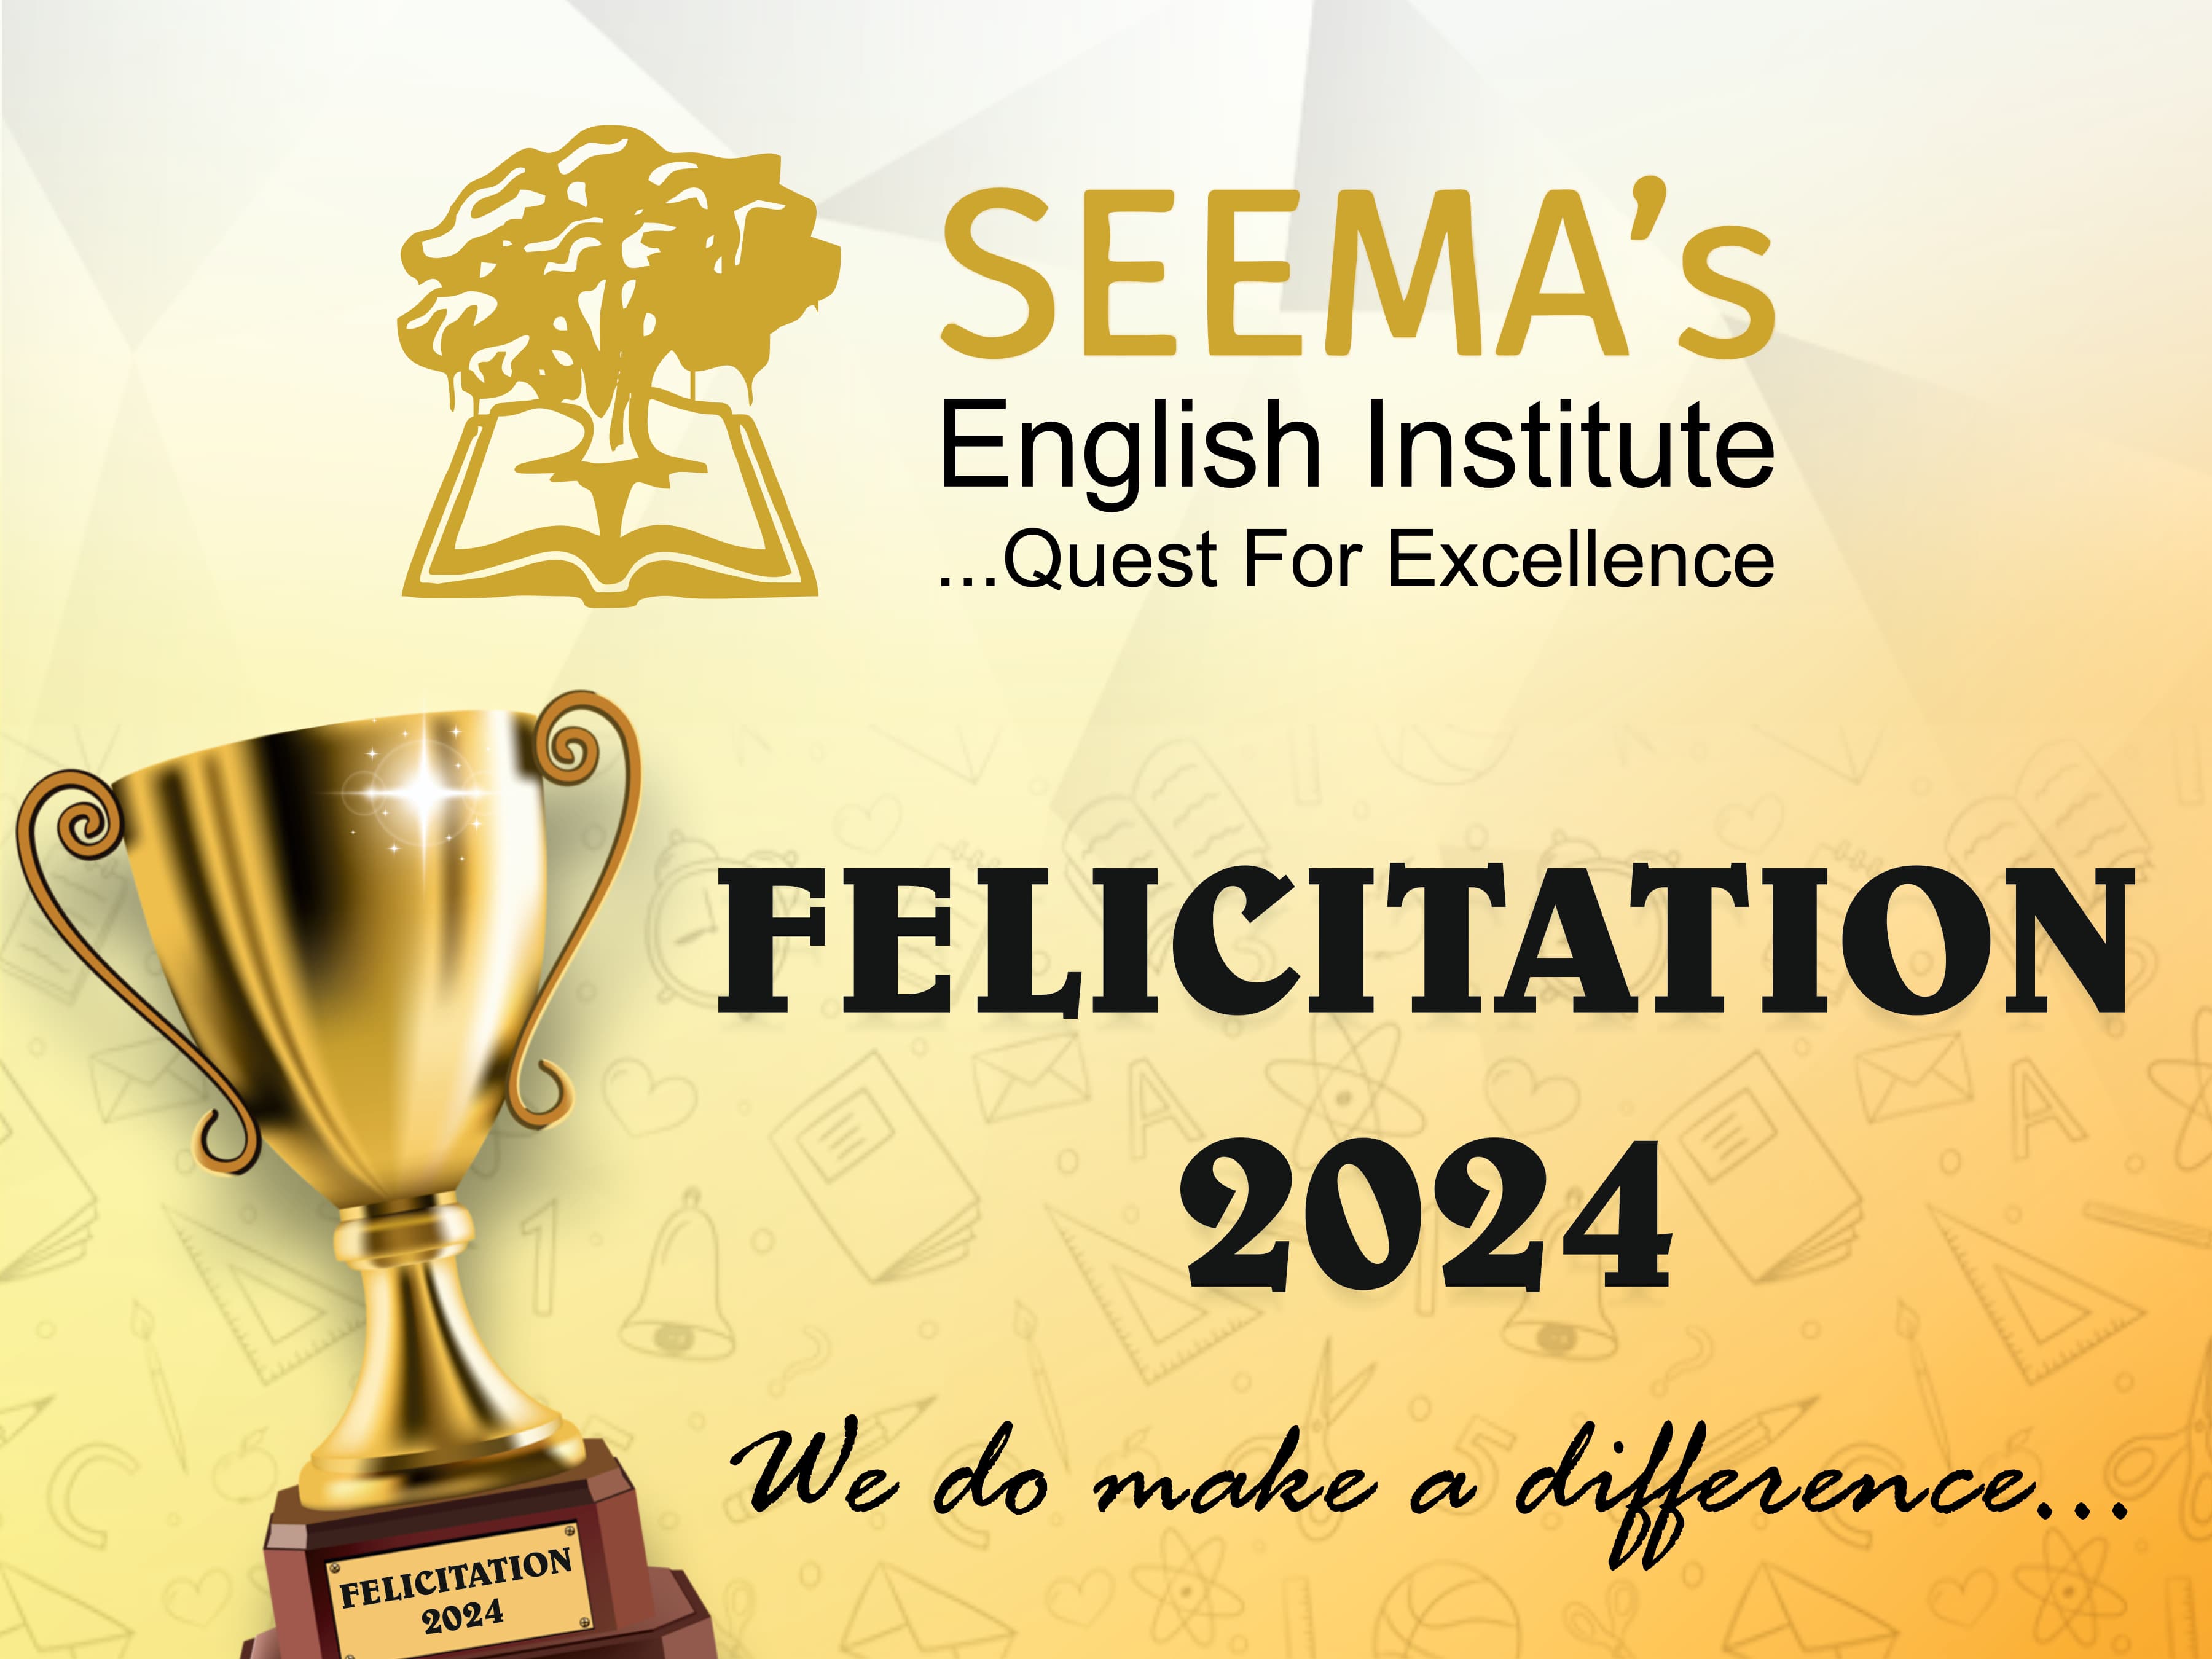 SEEMA's
English Institute
...Quest For Excellence
FELICITATION
2024
We do make a difference...
FELICITATION
2024